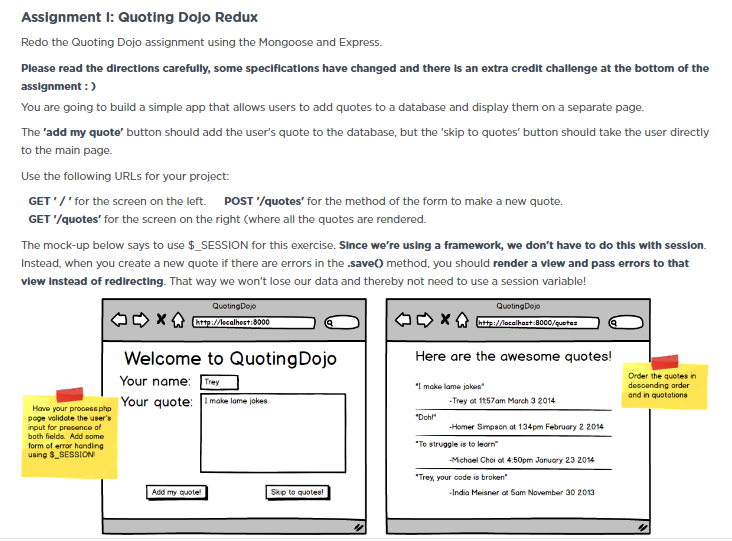 Assignment I: Quoting Dojo Redux
Redo the Quoting Dojo assignment using the Mongoose and Express.
Please read the directions carefully, some specifications have changed and there is an extra credit challenge at the bottom of the
assignment : )
You are going to build a simple app that allows users to add quotes to a database and display them on a separate page.
The 'add my quote' button should add the user's quote to the database, but the 'skip to quotes' button should take the user directly
to the main page.
Use the following URLs for your project:
GET ' / ' for the screen on the left. POST '/quotes' for the method of the form to make a new quote.
GET '/quotes' for the screen on the right (where all the quotes are rendered.
The mock-up below says to use $_SESSION for this exercise. Since we're using a framework, we don't have to do this with session.
Instead, when you create a new quote if there are errors in the .save() method, you should render a view and pass errors to that
view instead of redirecting. That way we won't lose our data and thereby not need to use a session variable!
QuotingDojo
http://localhost:8000
Welcome to QuotingDojo
Your name: Trey
Your quote: I make lame jokes
Add my quote! Skip to quotes!
Have your process.php
page validate the user's
input for presence of
both fields. Add some
form of error handling
using $_SESSION!
QuotingDojo
http://localhost:8000/quotes
Here are the awesome quotes!
"I make lame jokes"
-Trey at 11:57am March 3 2014
"Doh!"
-Homer Simpson at 1:34pm February 2 2014
"To struggle is to learn"
-Michael Choi at 4:50pm January 23 2014
"Trey, your code is broken"
-India Meisner at 5am November 30 2013
Order the quotes in
descending order
and in quotations